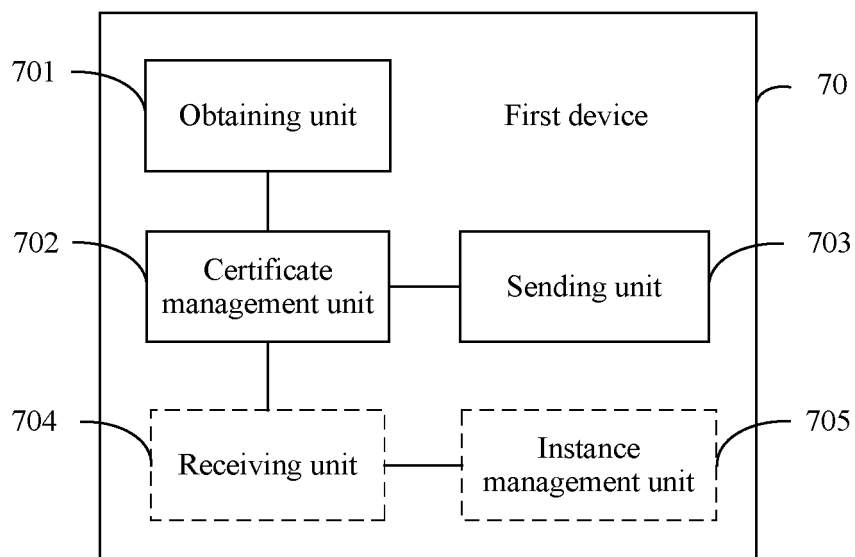 701
Obtaining unit
First device
70
702
Certificate
management unit
Sending unit
703
704
Receiving unit
Instance
management unit
705